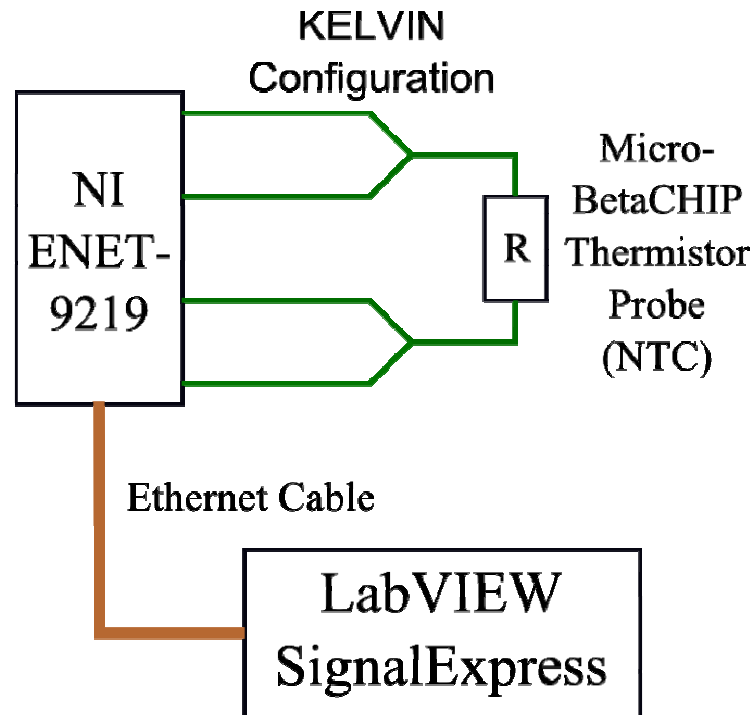 KELVIN
Configuration
NI
ENET-
9219
R
Micro-
BetaCHIP
Thermistor
Probe
(NTC)
Ethernet Cable
LabVIEW
SignalExpress